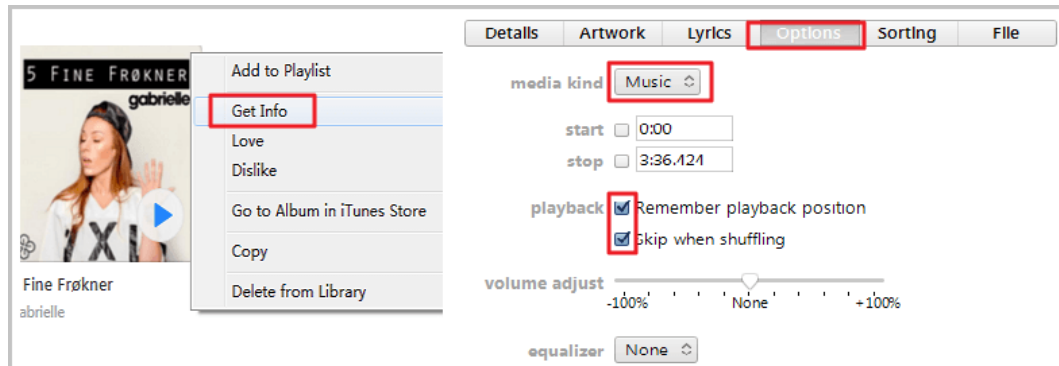 5 FINE FRØKNER
gabrielle
Fine Frøkner
abrielle
Add to Playlist
Get Info
Love
Dislike
Go to Album in iTunes Store
Copy
Delete from Library
Details Artwork Lyrics Options Sorting File
media kind Music
start 0:00
stop 3:36.424
playback Remember playback position
Skip when shuffling
volume adjust
-100% None +100%
equalizer None